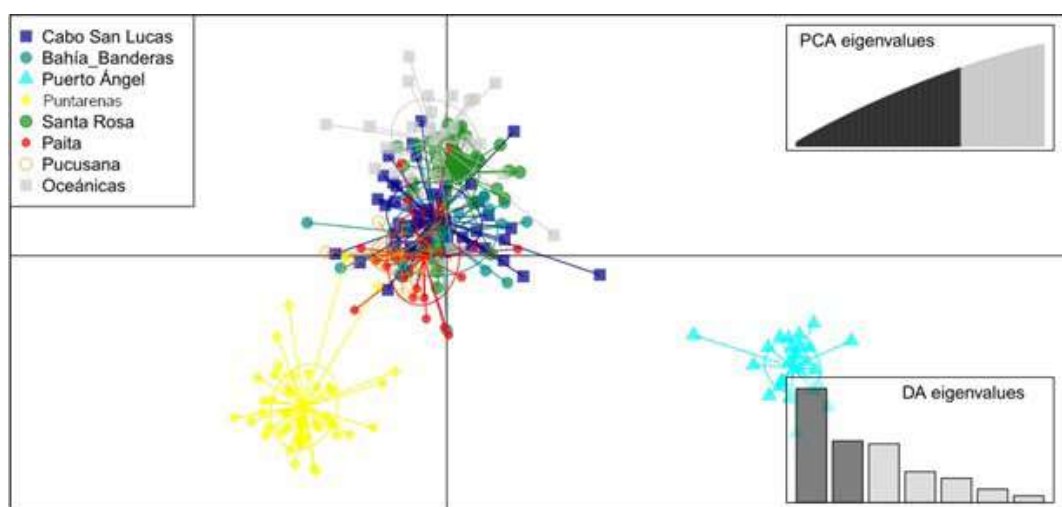 Cabo San Lucas
Bahía_Banderas
Puerto Ángel
Puntarenas
Santa Rosa
Paita
Pucusana
Oceánicas
PCA eigenvalues
DA eigenvalues